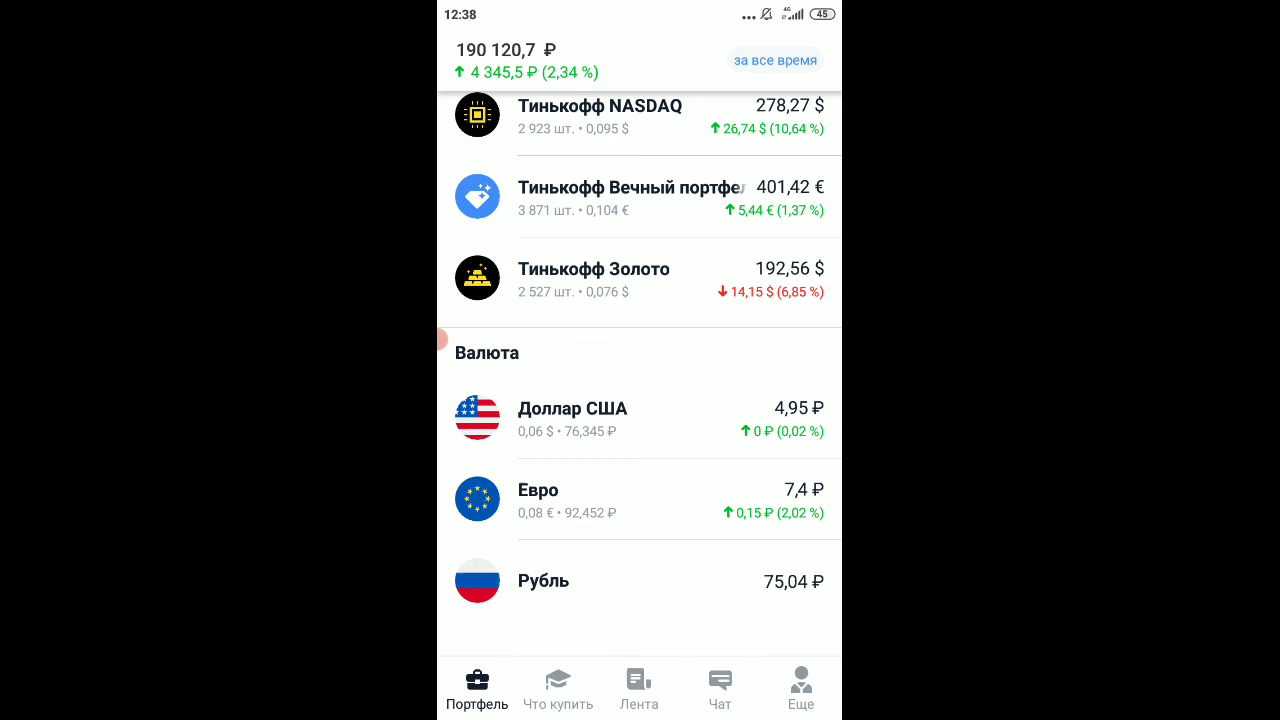 12:38
4G
45
190 120,7 ₽
4 345,5 ₽ (2,34 %)
за все время
Тинькофф NASDAQ
278,27 $
2 923 шт. • 0,095 $
26,74 $ (10,64 %)
Тинькофф Вечный портфел
401,42 €
3 871 шт. • 0,104 €
5,44 € (1,37 %)
Тинькофф Золото
192,56 $
2 527 шт. • 0,076 $
14,15 $ (6,85 %)
Валюта
Доллар США
4,95 ₽
0,06 $ • 76,345 ₽
0 ₽ (0,02 %)
Евро
7,4 ₽
0,08 € • 92,452 ₽
0,15 ₽ (2,02 %)
Рубль
75,04 ₽
Портфель
Что купить
Лента
Чат
Еще